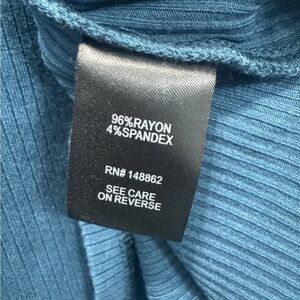 96%RAYON
4%SPANDEX
RN# 148862
SEE CARE
ON REVERSE